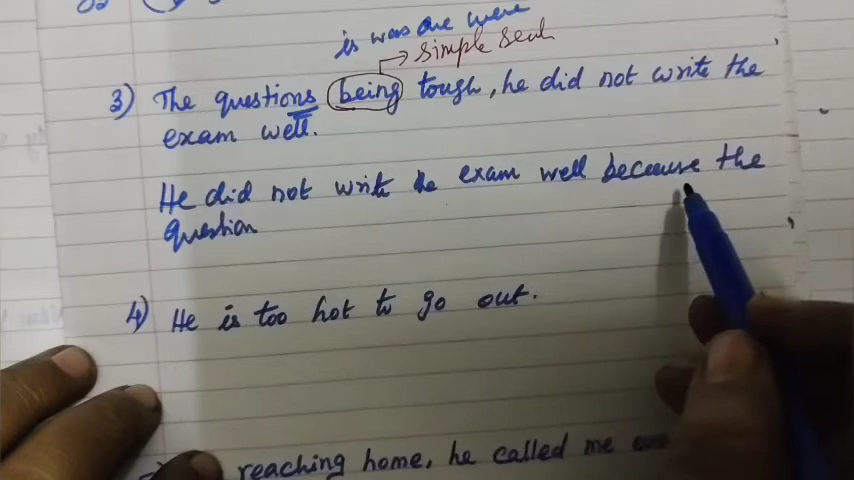 is was are were
→ simple sent
3) The questions being tough, he did not write the
exam well.
He did not write the exam well because the
question
4) He is too hot to go out.
reaching home, he called me